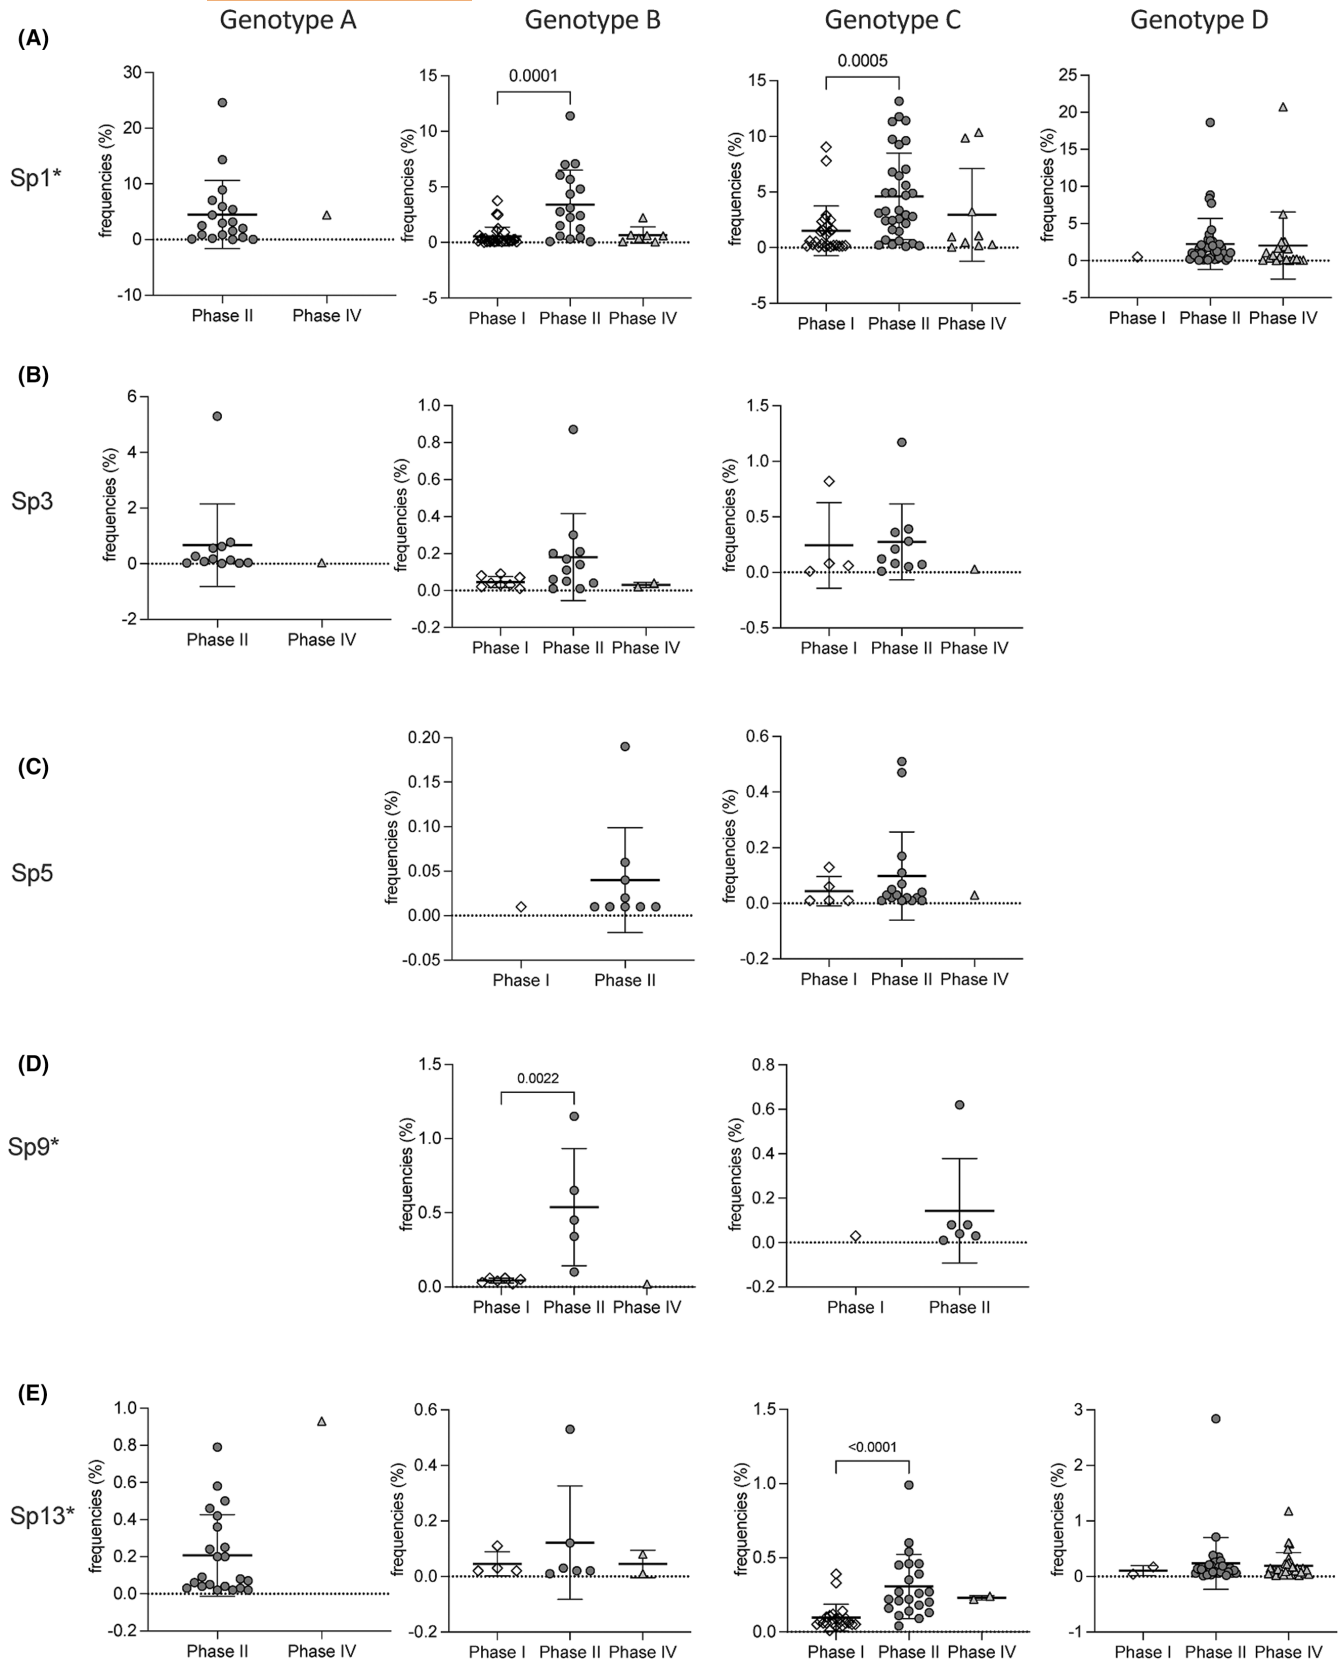 Genotype A Genotype B Genotype C Genotype D
(A)
Sp1*
frequencies (%)
30
20
10
0
-10
Phase II Phase IV
0.0001
frequencies (%)
15
10
5
0
-5
Phase I Phase II Phase IV
0.0005
frequencies (%)
15
10
5
0
-5
Phase I Phase II Phase IV
frequencies (%)
25
20
15
10
5
0
-5
Phase I Phase II Phase IV
(B)
Sp3
frequencies (%)
6
4
2
0
-2
Phase II Phase IV
frequencies (%)
1.0
0.8
0.6
0.4
0.2
0.0
-0.2
Phase I Phase II Phase IV
frequencies (%)
1.5
1.0
0.5
0.0
-0.5
Phase I Phase II Phase IV
(C)
Sp5
frequencies (%)
0.20
0.15
0.10
0.05
0.00
-0.05
Phase I Phase II
frequencies (%)
0.6
0.4
0.2
0.0
-0.2
Phase I Phase II Phase IV
(D)
Sp9*
0.0022
frequencies (%)
1.5
1.0
0.5
0.0
Phase I Phase II Phase IV
frequencies (%)
0.8
0.6
0.4
0.2
0.0
-0.2
Phase I Phase II
(E)
Sp13*
frequencies (%)
1.0
0.8
0.6
0.4
0.2
0.0
-0.2
Phase II Phase IV
frequencies (%)
0.6
0.4
0.2
0.0
-0.2
Phase I Phase II Phase IV
<0.0001
frequencies (%)
1.5
1.0
0.5
0.0
Phase I Phase II Phase IV
frequencies (%)
3
2
1
0
-1
Phase I Phase II Phase IV